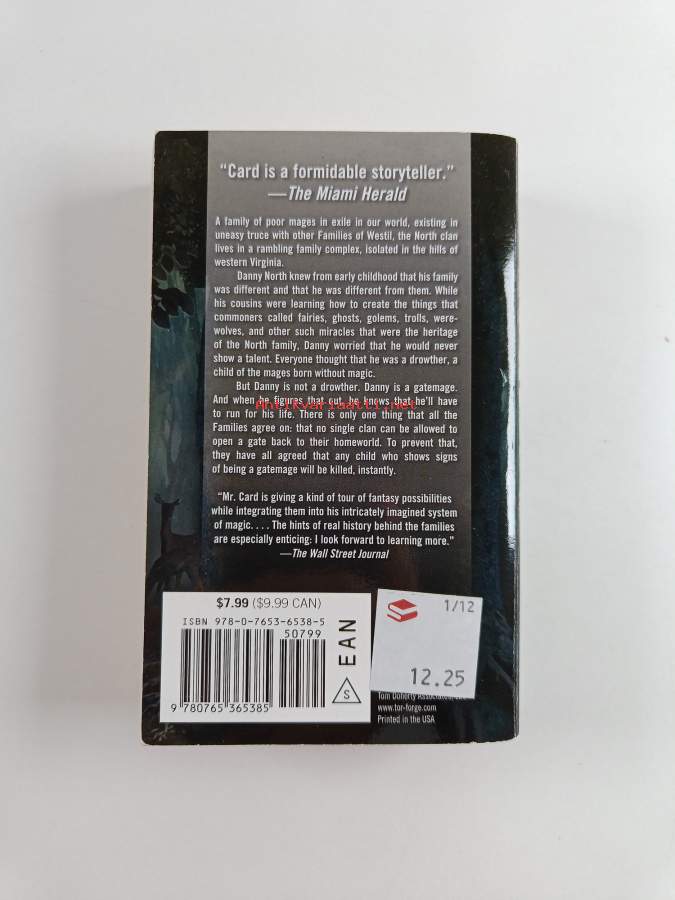 “Card is a formidable storyteller.”
—The Miami Herald
A family of poor mages in exile in our world, existing in
uneasy truce with other Families of Westil, the North clan
lives in a rambling family complex, isolated in the hills of
western Virginia.
Danny North knew from early childhood that his family
was different and that he was different from them. While
his cousins were learning how to create the things that
commoners called fairies, ghosts, golems, trolls, were-
wolves, and other such miracles that were the heritage
of the North family, Danny worried that he would never
show a talent. Everyone thought that he was a drowther, a
child of the mages born without magic.
But Danny is not a drowther. Danny is a gatemage.
And when he figures that out, he knows that he’ll have
Antikvariaatti.net
to run for his life. There is only one thing that all the
Families agree on: that no single clan can be allowed to
open a gate back to their homeworld. To prevent that,
they have all agreed that any child who shows signs
of being a gatemage will be killed, instantly.
“Mr. Card is giving a kind of tour of fantasy possibilities
while integrating them into his intricately imagined system
of magic. . . . The hints of real history behind the families
are especially enticing: I look forward to learning more.”
—The Wall Street Journal
$7.99 ($9.99 CAN)
ISBN 978-0-7653-6538-5
50799
EAN
S
9 780765 365385
1/12
12.25
Tom Doherty
www.tor-forge.com
Printed in the USA